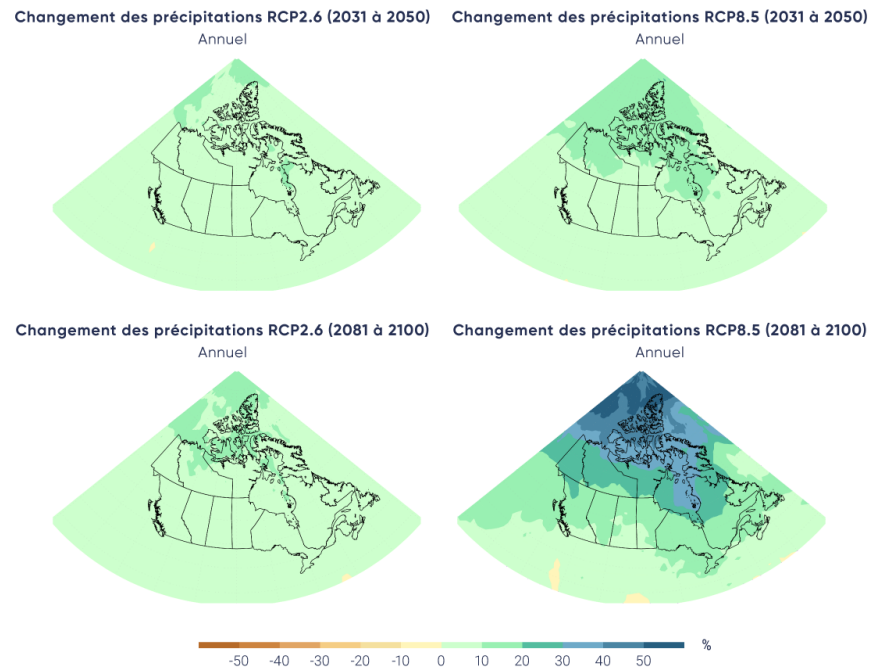 Changement des précipitations RCP2.6 (2031 à 2050)
Annuel
Changement des précipitations RCP8.5 (2031 à 2050)
Annuel
Changement des précipitations RCP2.6 (2081 à 2100)
Annuel
Changement des précipitations RCP8.5 (2081 à 2100)
Annuel
-50 -40 -30 -20 -10 0 10 20 30 40 50 %